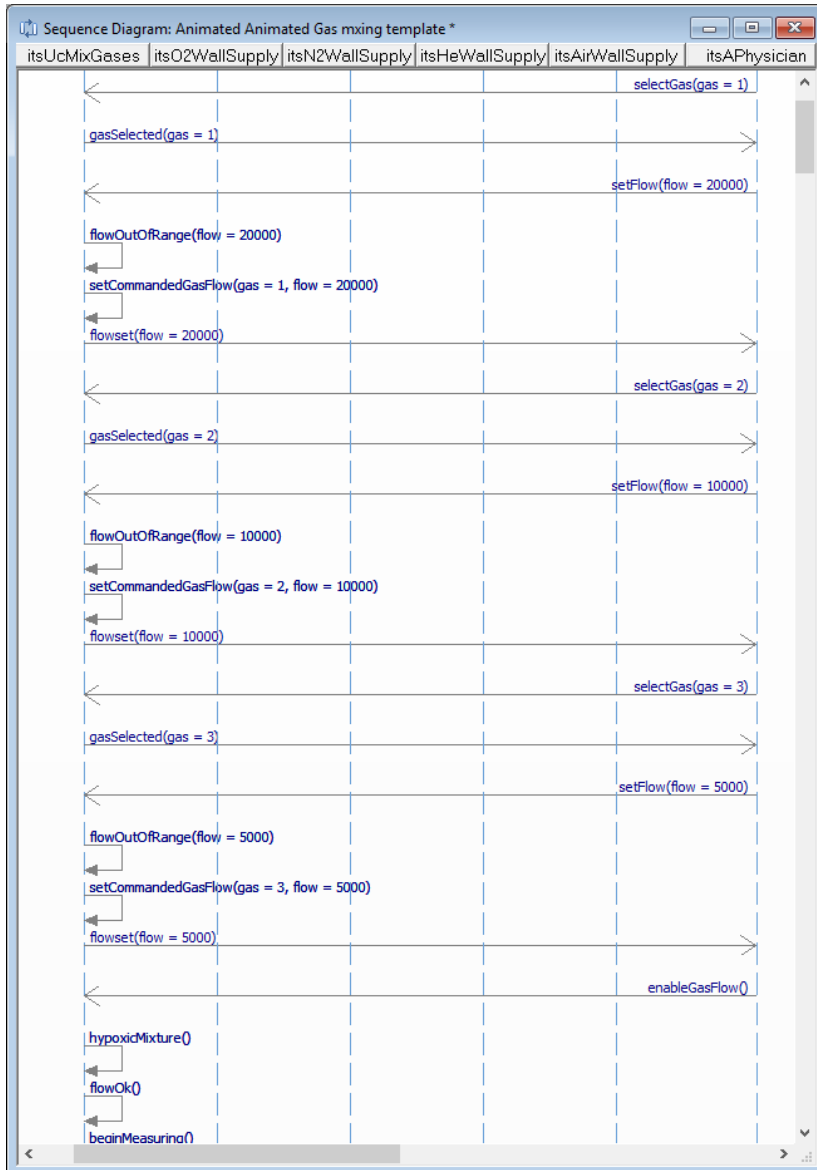 Sequence Diagram: Animated Animated Gas mxing template *
itsUcMixGases itsO2WallSupply itsN2WallSupply itsHeWallSupply itsAirWallSupply itsAPhysician
selectGas(gas = 1)
gasSelected(gas = 1)
setFlow(flow = 20000)
flowOutOfRange(flow = 20000)
setCommandedGasFlow(gas = 1, flow = 20000)
flowset(flow = 20000)
selectGas(gas = 2)
gasSelected(gas = 2)
setFlow(flow = 10000)
flowOutOfRange(flow = 10000)
setCommandedGasFlow(gas = 2, flow = 10000)
flowset(flow = 10000)
selectGas(gas = 3)
gasSelected(gas = 3)
setFlow(flow = 5000)
flowOutOfRange(flow = 5000)
setCommandedGasFlow(gas = 3, flow = 5000)
flowset(flow = 5000)
enableGasFlow()
hypoxicMixture()
flowOk()
beginMeasuring()